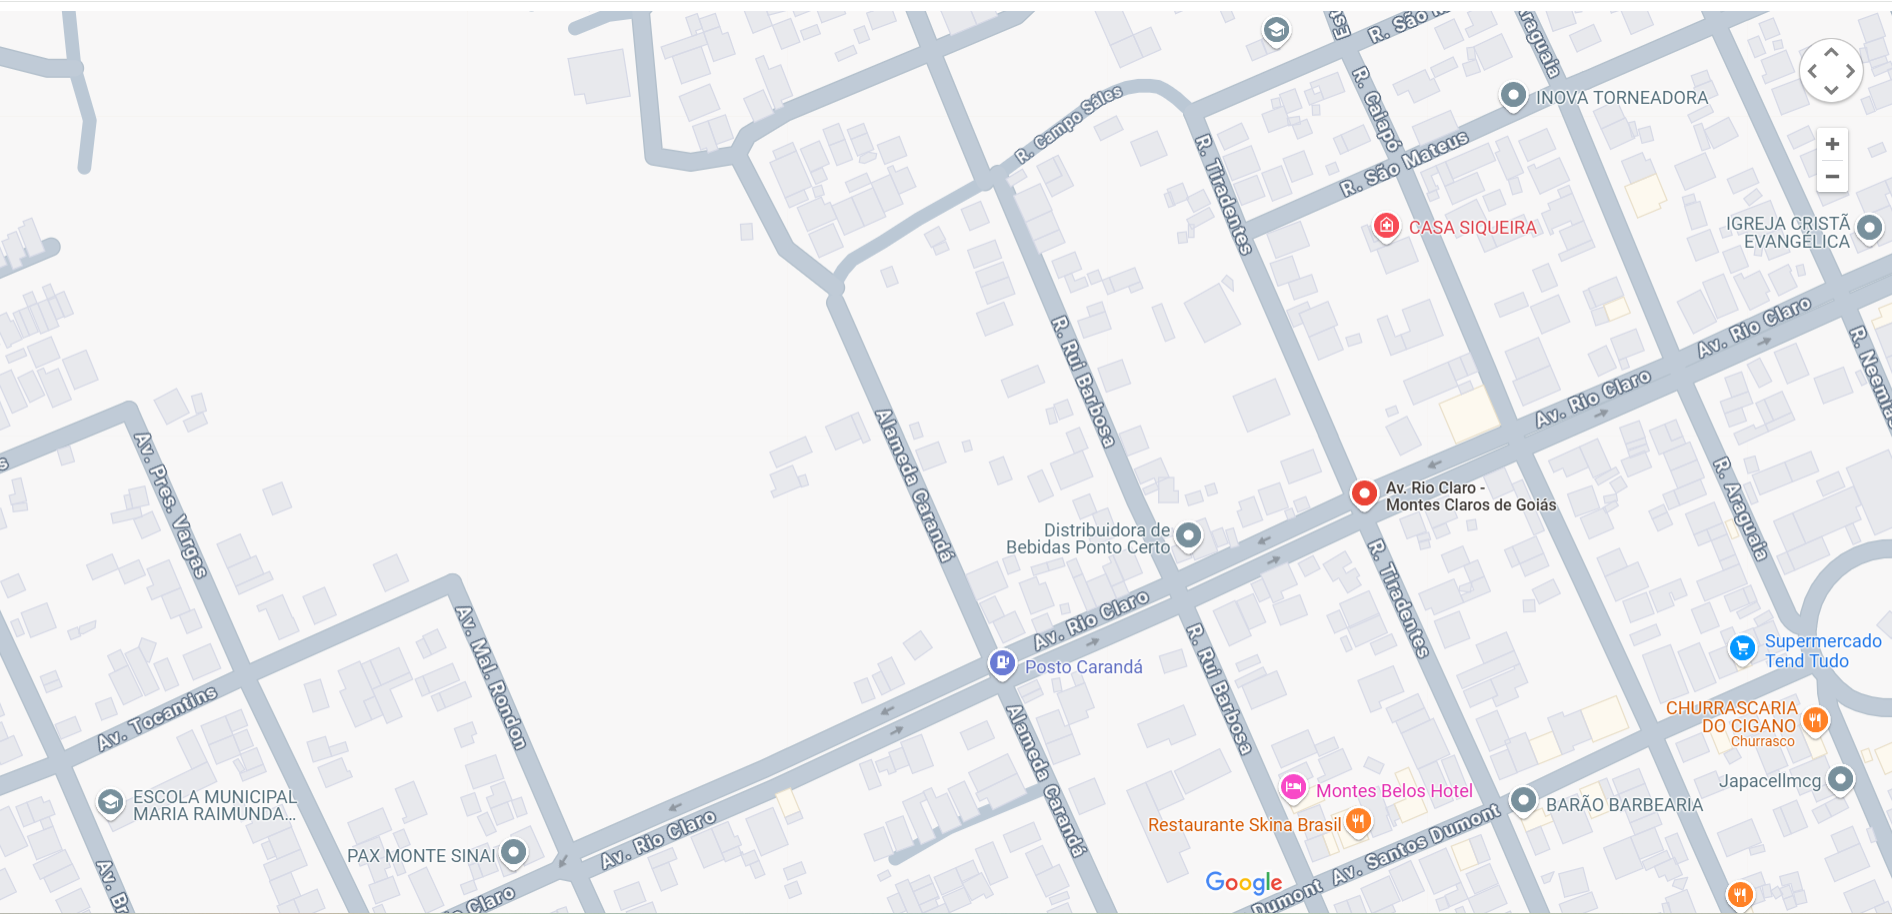 R. São M
R. Caiapó
INOVA TORNEADORA
R. Campo Sáles
R. Tiradentes
R. São Mateus
CASA SIQUEIRA
IGREJA CRISTÃ
EVANGÉLICA
Av. Rio Claro
R. Rui Barbosa
Av. Rio Claro
R. Neemias
Alameda Carandá
Av. Pres. Vargas
R. Araguaia
Av. Rio Claro -
Montes Claros de Goiás
Distribuidora de
Bebidas Ponto Certo
R. Tiradentes
Av. Rio Claro
Av. Mal. Rondon
R. Rui Barbosa
Supermercado
Tend Tudo
Posto Carandá
Av. Tocantins
Alameda Carandá
CHURRASCARIA
DO CIGANO
Churrasco
Japacellmcg
ESCOLA MUNICIPAL
MARIA RAIMUNDA...
Montes Belos Hotel
BARÃO BARBEARIA
Restaurante Skina Brasil
Av. Rio Claro
PAX MONTE SINAI
Av. Santos Dumont
Av. Br
Claro
Google
Dumont